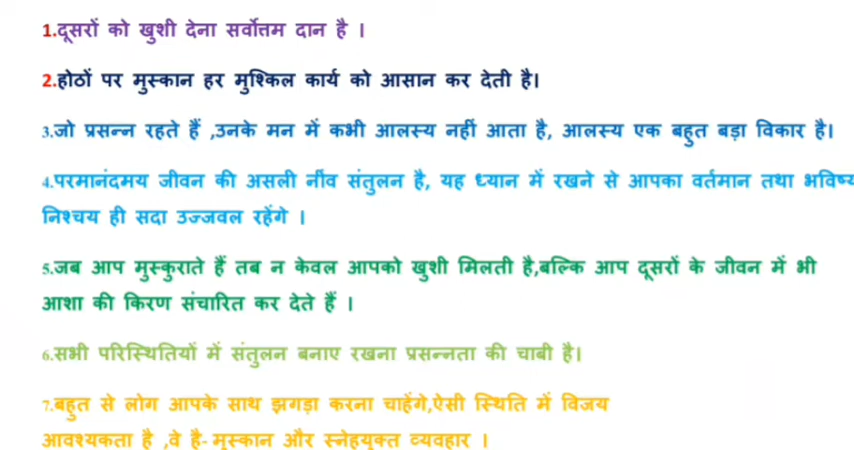 1.दूसरों को खुशी देना सर्वोत्तम दान है ।
2.होठों पर मुस्कान हर मुश्किल कार्य को आसान कर देती है।
3.जो प्रसन्न रहते हैं ,उनके मन में कभी आलस्य नहीं आता है, आलस्य एक बहुत बड़ा विकार है।
4.परमानंदमय जीवन की असली नींव संतुलन है, यह ध्यान में रखने से आपका वर्तमान तथा भविष्य
निश्चय ही सदा उज्जवल रहेंगे ।
5.जब आप मुस्कुराते हैं तब न केवल आपको खुशी मिलती है,बल्कि आप दूसरों के जीवन में भी
आशा की किरण संचारित कर देते हैं ।
6.सभी परिस्थितियों में संतुलन बनाए रखना प्रसन्नता की चाबी है।
7.बहुत से लोग आपके साथ झगड़ा करना चाहेंगे,ऐसी स्थिति में विजय
आवश्यकता है ,वे है- मुस्कान और स्नेहयुक्त व्यवहार ।